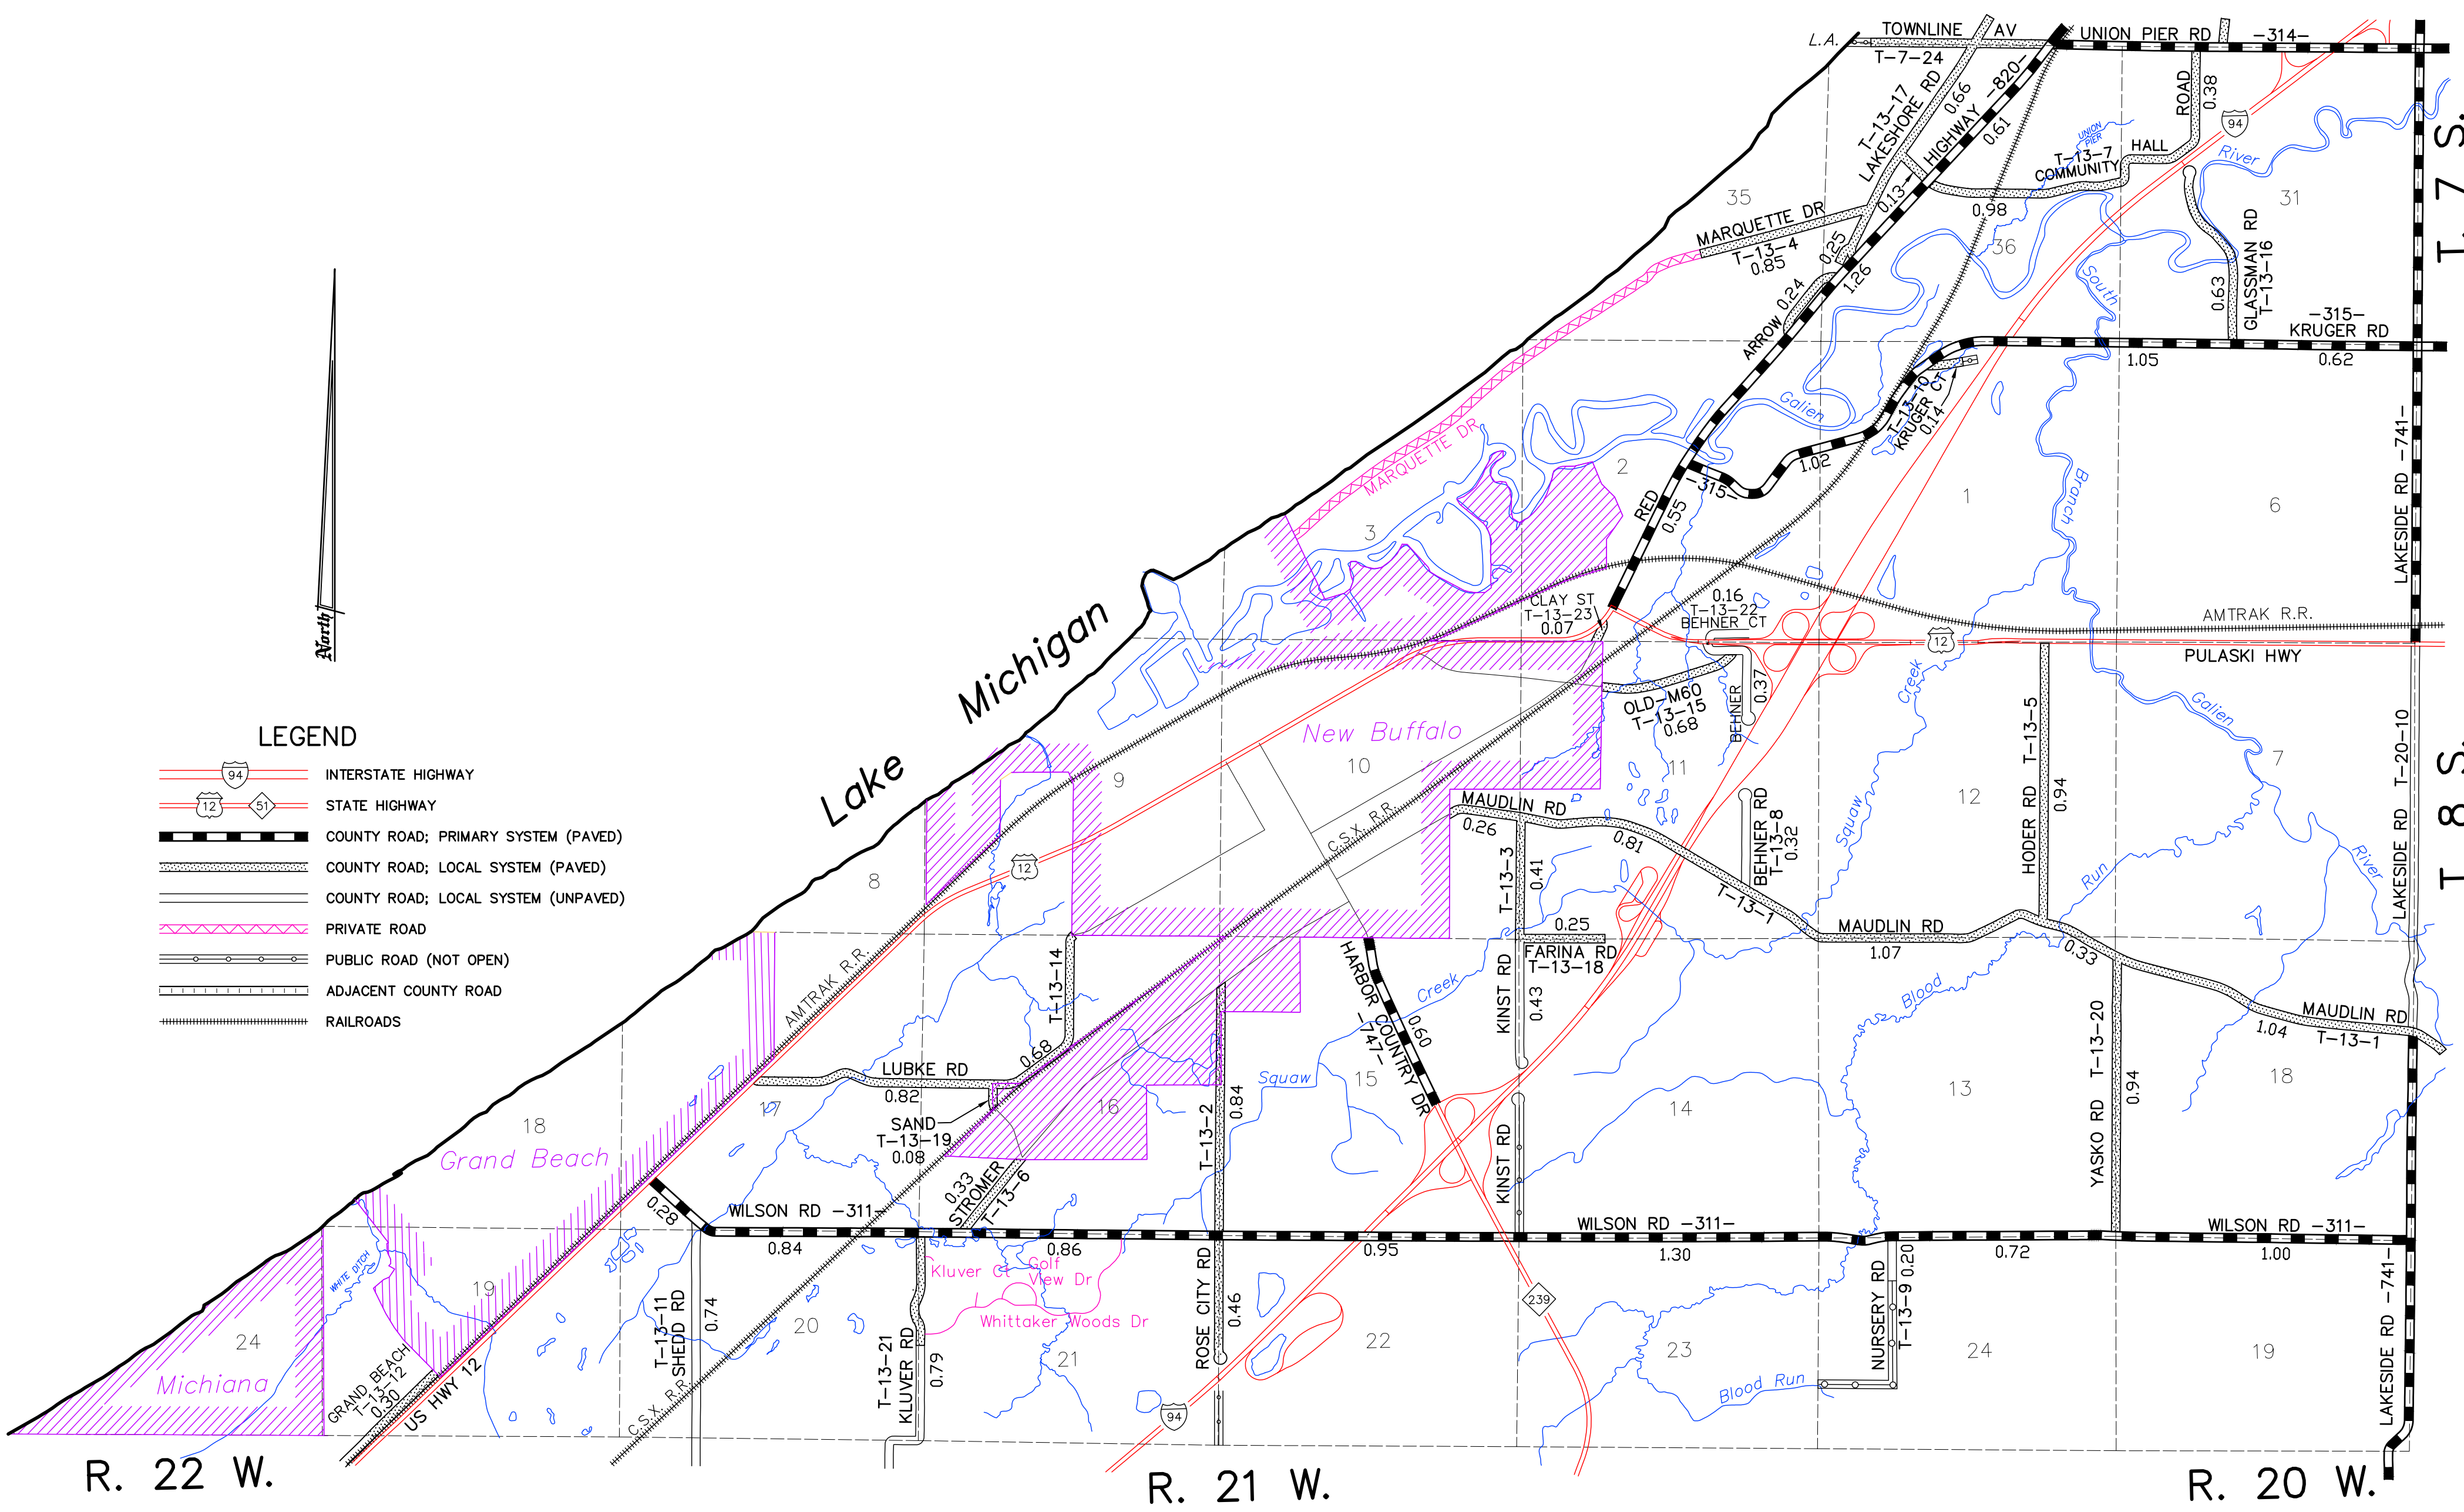 L.A.
TOWNLINE AV
T-7-24
UNION PIER RD -314-
T-13-17
LAKESHORE RD
0.66
HIGHWAY -820-
0.61
UNION
PIER
T-13-7
COMMUNITY
HALL
ROAD
0.38
94
River
31
35
MARQUETTE DR
T-13-4
0.85
0.13
0.25
0.98
36
South
0.63
GLASSMAN RD
T-13-16
T. 7 S.
ARROW 0.24
1.26
-315-
KRUGER RD
1.05
0.62
T-13-10
KRUGER CT
0.14
Galien
MARQUETTE DR
2
3
1.02
-315-
RED
0.55
1
Branch
6
LAKESIDE RD -741-
North
Lake Michigan
CLAY ST
T-13-23
0.07
0.16
T-13-22
BEHNER CT
12
AMTRAK R.R.
PULASKI HWY
OLD-M60
T-13-15
0.68
BEHNER
0.37
Creek
Squaw
HODER RD T-13-5
0.94
Galien
River
7
LAKESIDE RD T-20-10
T. 8 S.
New Buffalo
10
9
11
12
8
12
C.S.X. R.R.
MAUDLIN RD
0.26
0.81
T-13-3
0.41
BEHNER RD
T-13-8
0.32
T-13-1
0.25
FARINA RD
T-13-18
MAUDLIN RD
1.07
Run
Blood
0.33
MAUDLIN RD
1.04
T-13-1
LEGEND
94 INTERSTATE HIGHWAY
12 51 STATE HIGHWAY
COUNTY ROAD; PRIMARY SYSTEM (PAVED)
COUNTY ROAD; LOCAL SYSTEM (PAVED)
COUNTY ROAD; LOCAL SYSTEM (UNPAVED)
PRIVATE ROAD
PUBLIC ROAD (NOT OPEN)
ADJACENT COUNTY ROAD
RAILROADS
AMTRAK R.R.
T-13-14
0.68
LUBKE RD
0.82
HARBOR COUNTRY DR
-747-
0.60
Creek
Squaw
KINST RD
0.43
YASKO RD T-13-20
0.94
18
17
SAND
T-13-19
0.08
16
T-13-2
0.84
15
14
13
18
Grand Beach
KINST RD
0.28
WILSON RD -311-
0.84
0.33
STROMER
T-13-6
0.86
0.95
WILSON RD -311-
1.30
0.72
WILSON RD -311-
1.00
WHITE DITCH
19
24
Michiana
GRAND BEACH
T-13-12
0.30
US HWY 12
T-13-11
SHEDD RD
0.74
20
C.S.X. R.R.
T-13-21
KLUVER RD
0.79
Kluver Ct
Golf
View Dr
Whittaker Woods Dr
21
ROSE CITY RD
0.46
94
22
239
23
Blood Run
NURSERY RD
T-13-9 0.20
24
19
LAKESIDE RD -741-
R. 22 W.
R. 21 W.
R. 20 W.